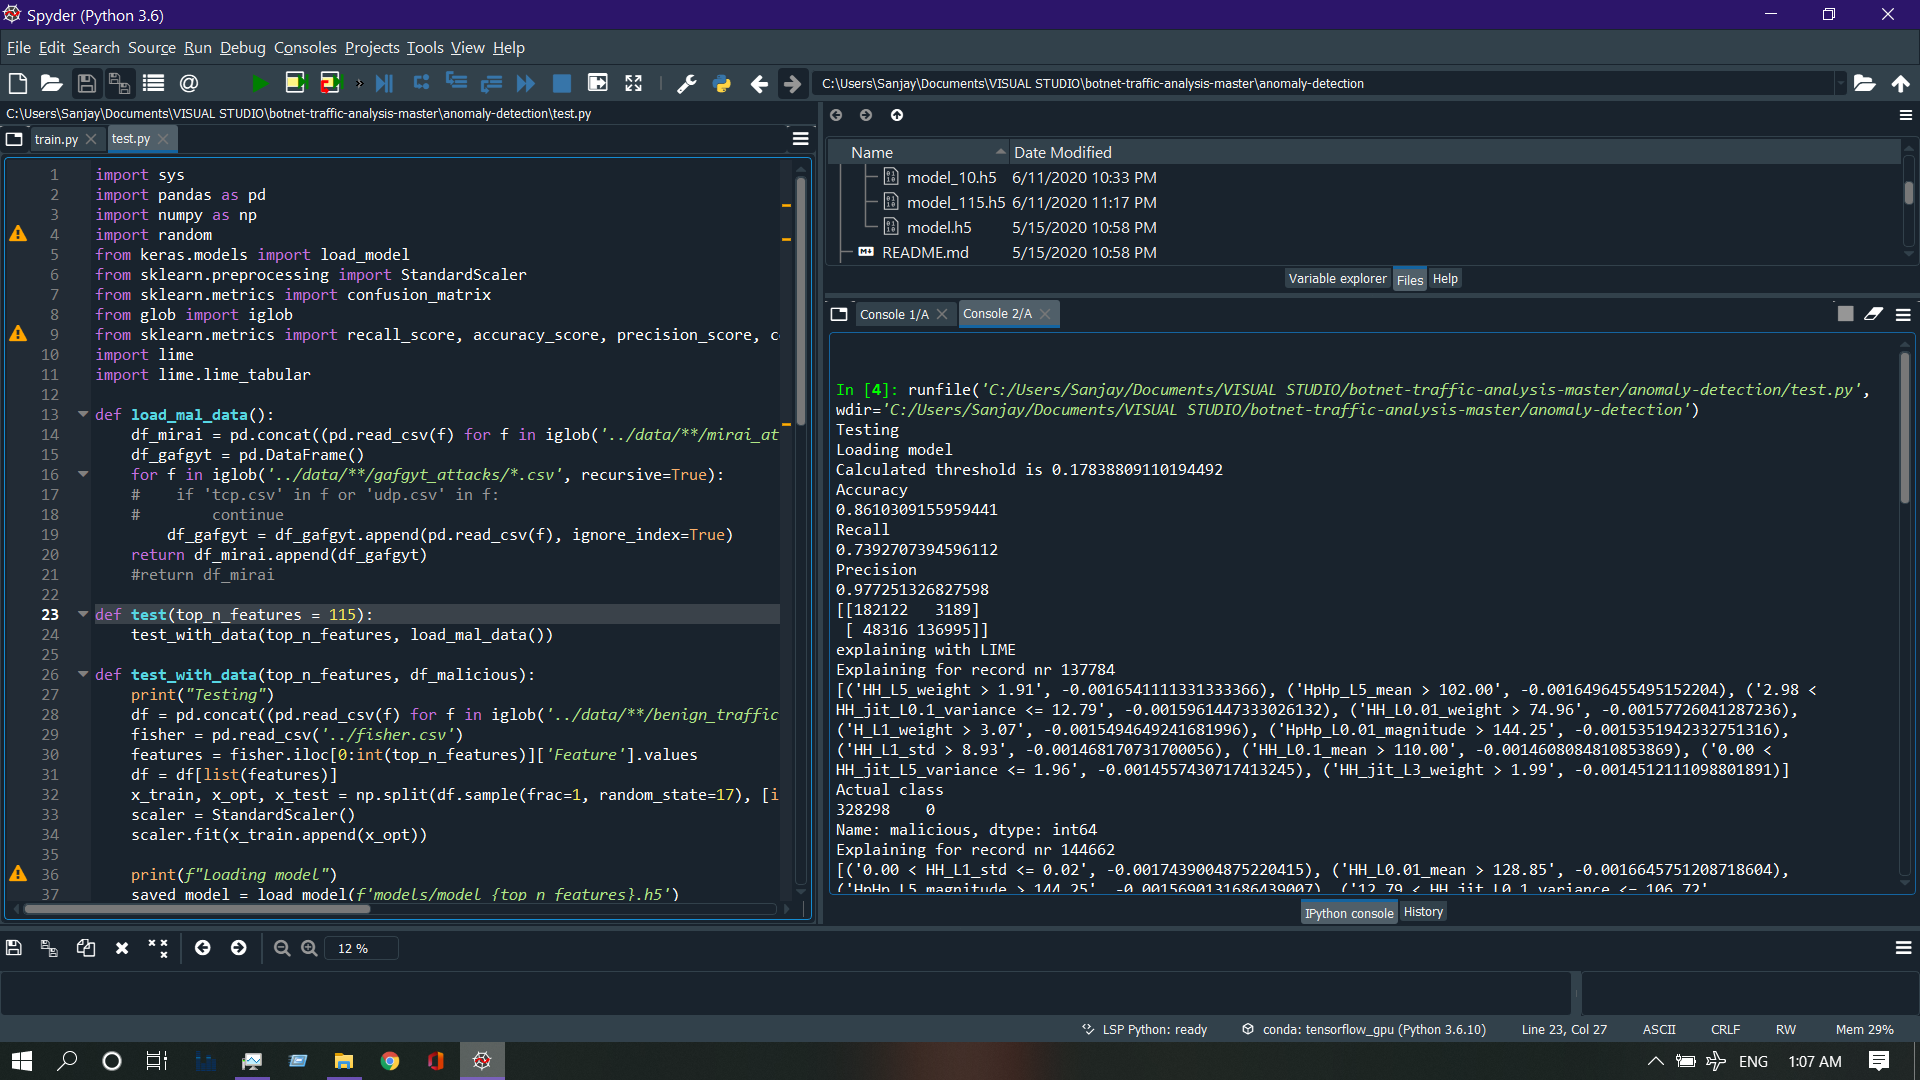 Spyder (Python 3.6)
File Edit Search Source Run Debug Consoles Projects Tools View Help
C:\Users\Sanjay\Documents\VISUAL STUDIO\botnet-traffic-analysis-master\anomaly-detection
C:\Users\Sanjay\Documents\VISUAL STUDIO\botnet-traffic-analysis-master\anomaly-detection\test.py
train.py test.py
1 import sys
2 import pandas as pd
3 import numpy as np
4 import random
5 from keras.models import load_model
6 from sklearn.preprocessing import StandardScaler
7 from sklearn.metrics import confusion_matrix
8 from glob import iglob
9 from sklearn.metrics import recall_score, accuracy_score, precision_score, c
10 import lime
11 import lime.lime_tabular
12
13 def load_mal_data():
14 df_mirai = pd.concat((pd.read_csv(f) for f in iglob('../data/**/mirai_at
15 df_gafgyt = pd.DataFrame()
16 for f in iglob('../data/**/gafgyt_attacks/*.csv', recursive=True):
17 # if 'tcp.csv' in f or 'udp.csv' in f:
18 # continue
19 df_gafgyt = df_gafgyt.append(pd.read_csv(f), ignore_index=True)
20 return df_mirai.append(df_gafgyt)
21 #return df_mirai
22
23 def test(top_n_features = 115):
24 test_with_data(top_n_features, load_mal_data())
25
26 def test_with_data(top_n_features, df_malicious):
27 print("Testing")
28 df = pd.concat((pd.read_csv(f) for f in iglob('../data/**/benign_traffic
29 fisher = pd.read_csv('../fisher.csv')
30 features = fisher.iloc[0:int(top_n_features)]['Feature'].values
31 df = df[list(features)]
32 x_train, x_opt, x_test = np.split(df.sample(frac=1, random_state=17), [i
33 scaler = StandardScaler()
34 scaler.fit(x_train.append(x_opt))
35
36 print(f"Loading model")
37 saved_model = load_model(f'models/model_{top_n_features}.h5')
Name Date Modified
model_10.h5 6/11/2020 10:33 PM
model_115.h5 6/11/2020 11:17 PM
model.h5 5/15/2020 10:58 PM
README.md 5/15/2020 10:58 PM
Variable explorer Files Help
Console 1/A Console 2/A
In [4]: runfile('C:/Users/Sanjay/Documents/VISUAL STUDIO/botnet-traffic-analysis-master/anomaly-detection/test.py',
wdir='C:/Users/Sanjay/Documents/VISUAL STUDIO/botnet-traffic-analysis-master/anomaly-detection')
Testing
Loading model
Calculated threshold is 0.17838809110194492
Accuracy
0.8610309155959441
Recall
0.7392707394596112
Precision
0.977251326827598
[[182122 3189]
[ 48316 136995]]
explaining with LIME
Explaining for record nr 137784
[('HH_L5_weight > 1.91', -0.0016541111331333366), ('HpHp_L5_mean > 102.00', -0.0016496455495152204), ('2.98 <
HH_jit_L0.1_variance <= 12.79', -0.0015961447333026132), ('HH_L0.01_weight > 74.96', -0.00157726041287236),
('H_L1_weight > 3.07', -0.0015494649241681996), ('HpHp_L0.01_magnitude > 144.25', -0.0015351942332751316),
('HH_L1_std > 8.93', -0.001468170731700056), ('HH_L0.1_mean > 110.00', -0.0014608084810853869), ('0.00 <
HH_jit_L5_variance <= 1.96', -0.0014557430717413245), ('HH_jit_L3_weight > 1.99', -0.0014512111098801891)]
Actual class
328298 0
Name: malicious, dtype: int64
Explaining for record nr 144662
[('0.00 < HH_L1_std <= 0.02', -0.0017439004875220415), ('HH_L0.01_mean > 128.85', -0.0016645751208718604),
('HpHp_L5_magnitude > 144.25', -0.0015690131686439007), ('12.79 < HH_jit_L0.1_variance <= 106.72',
IPython console History
12 %
LSP Python: ready conda: tensorflow_gpu (Python 3.6.10) Line 23, Col 27 ASCII CRLF RW Mem 29%
ENG 1:07 AM